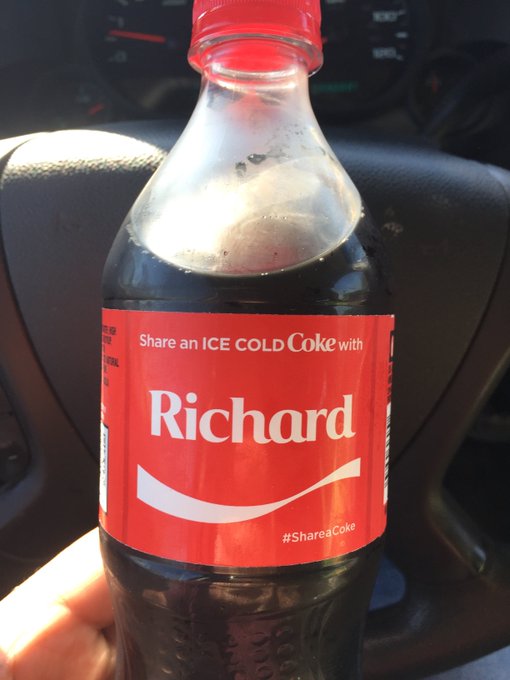 Share an ICE COLD Coke with
Richard
#ShareaCoke